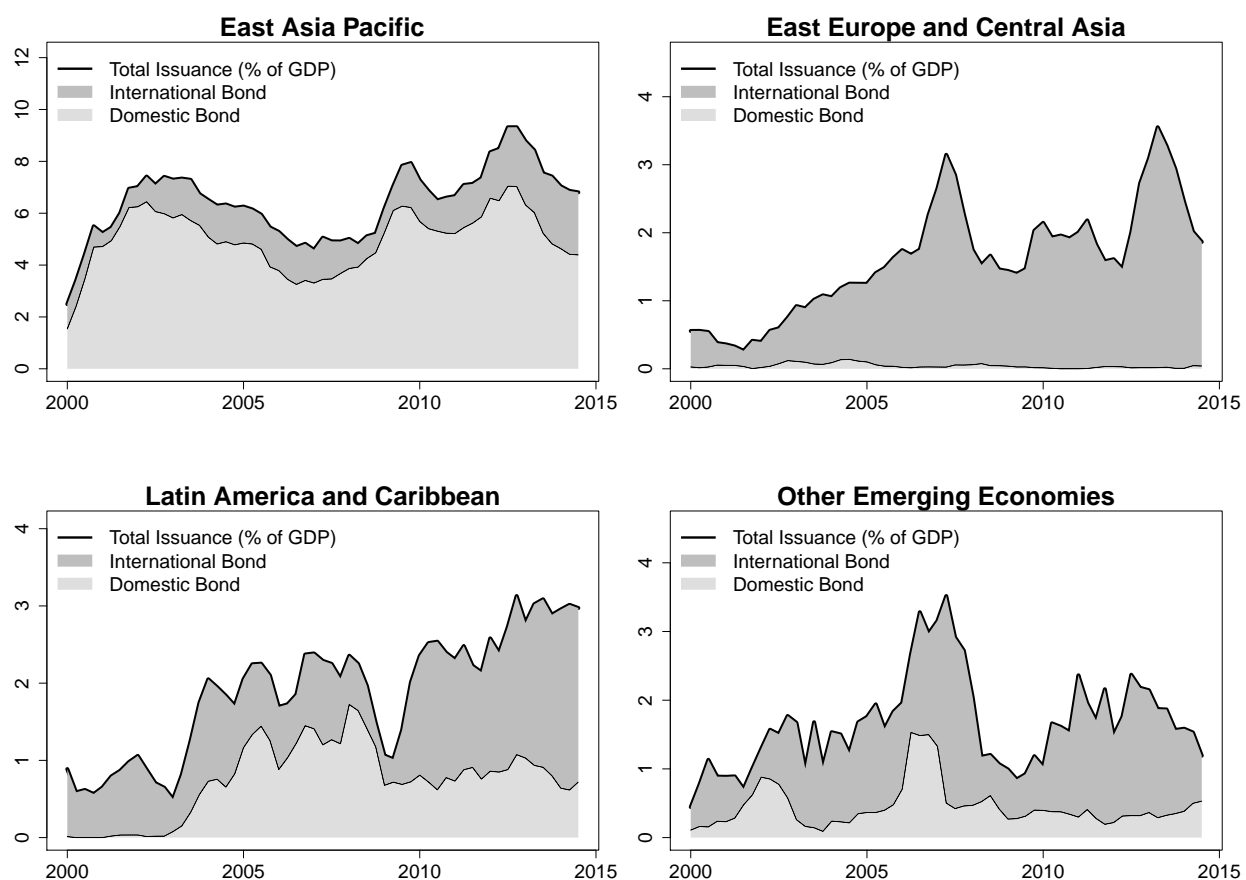 East Asia Pacific
12
10
8
6
4
2
0
Total Issuance (% of GDP)
International Bond
Domestic Bond
2000 2005 2010 2015
East Europe and Central Asia
4
3
2
1
0
Total Issuance (% of GDP)
International Bond
Domestic Bond
2000 2005 2010 2015
Latin America and Caribbean
4
3
2
1
0
Total Issuance (% of GDP)
International Bond
Domestic Bond
2000 2005 2010 2015
Other Emerging Economies
4
3
2
1
0
Total Issuance (% of GDP)
International Bond
Domestic Bond
2000 2005 2010 2015